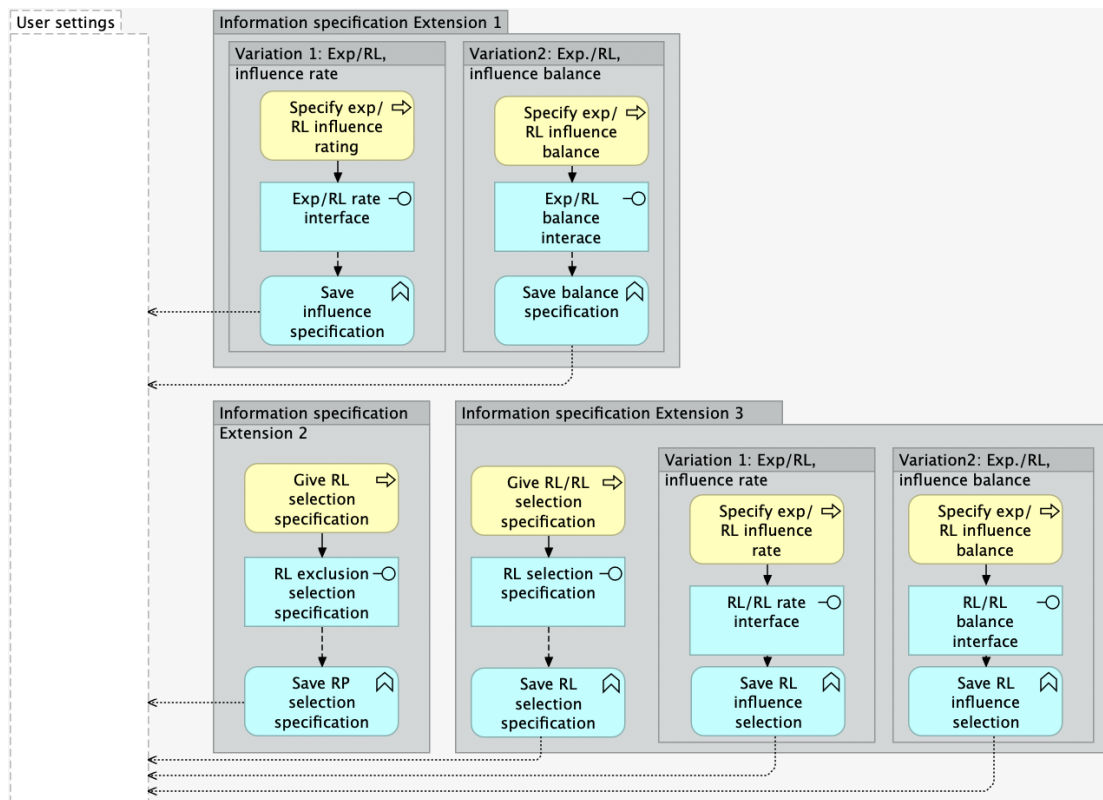 User settings
Information specification Extension 1
Variation 1: Exp/RL,
influence rate
Specify exp/
RL influence
rating
Exp/RL rate
interface
Save
influence
specification
Variation2: Exp./RL,
influence balance
Specify exp/
RL influence
balance
Exp/RL
balance
interace
Save balance
specification
Information specification
Extension 2
Give RL
selection
specification
RL exclusion
selection
specification
Save RP
selection
specification
Information specification Extension 3
Give RL/RL
selection
specification
RL selection
specification
Save RL
selection
specification
Variation 1: Exp/RL,
influence rate
Specify exp/
RL influence
rate
RL/RL rate
interface
Save RL
influence
selection
Variation2: Exp./RL,
influence balance
Specify exp/
RL influence
balance
RL/RL
balance
interface
Save RL
influence
selection